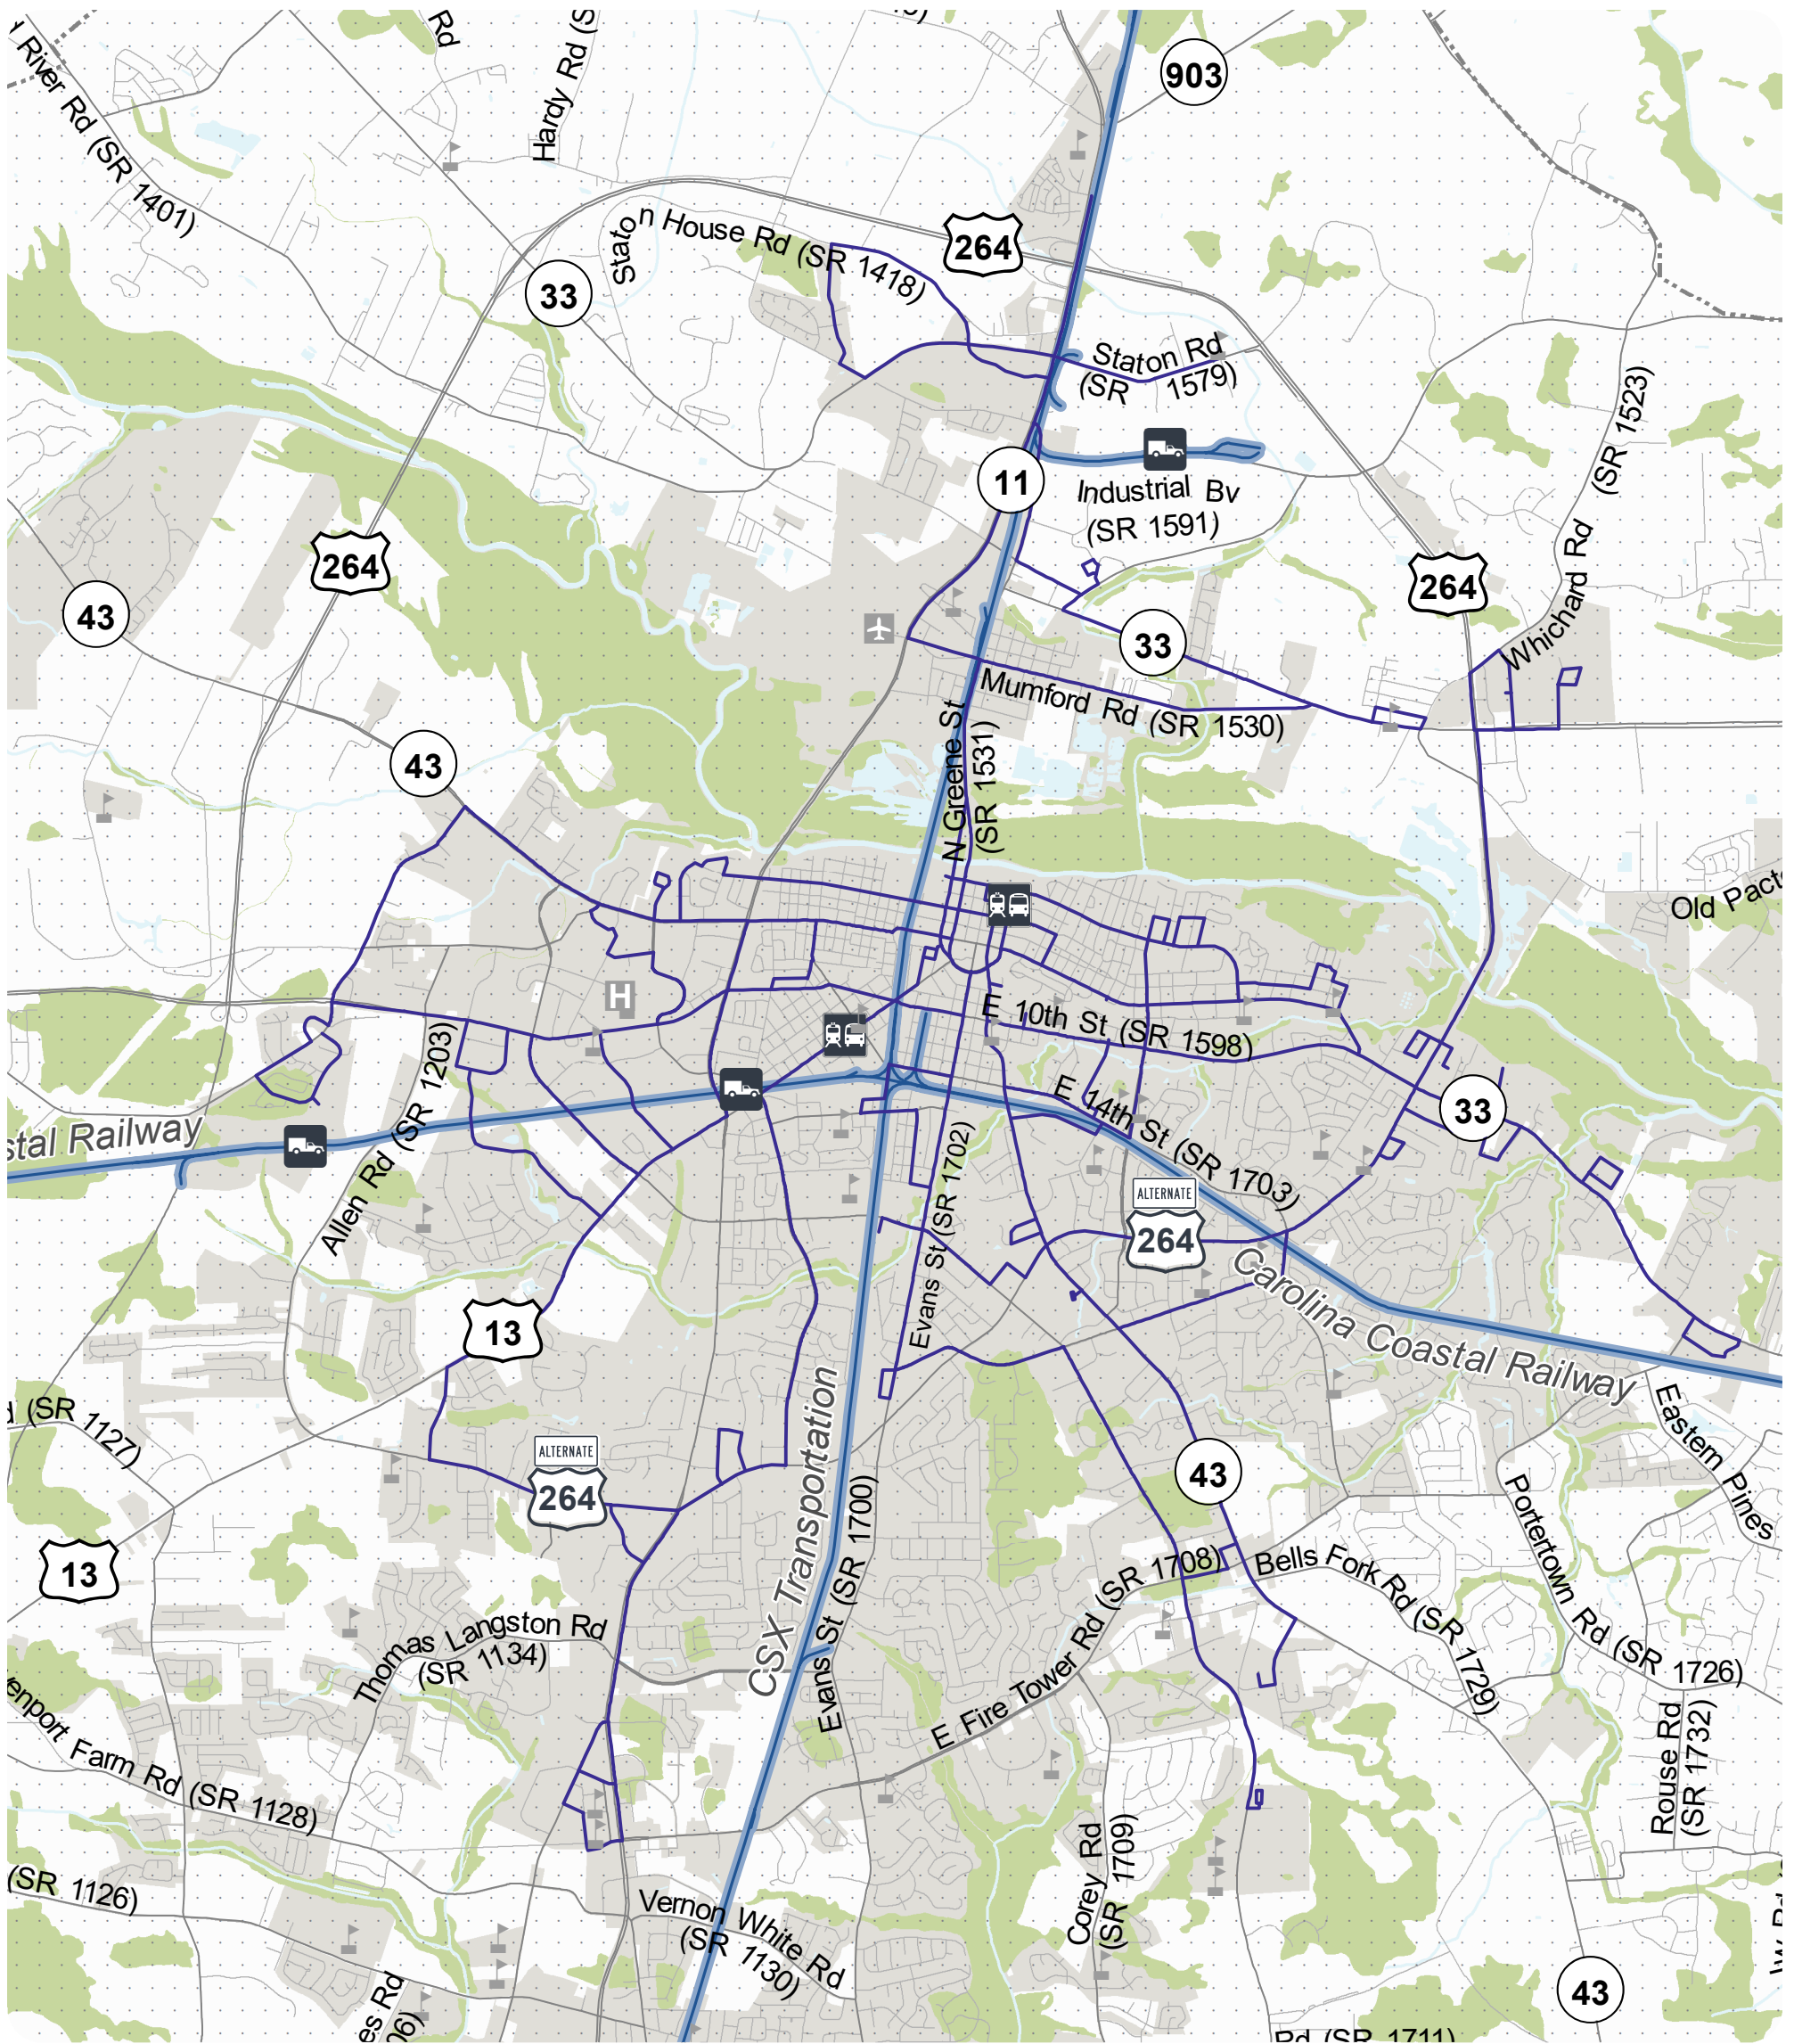 903
River Rd (SR 1401)
Rd
Hardy Rd (S
Staton House Rd (SR 1418)
264
33
Staton Rd
(SR 1579)
11
Industrial Bv
(SR 1591)
(SR 1523)
Whichard Rd
264
264
43
33
Mumford Rd (SR 1530)
N Greene St
(SR 1531)
43
Old Pact
H
E 10th St (SR 1598)
Allen Rd (SR 1203)
stal Railway
E 14th St (SR 1703)
33
Evans St (SR 1702)
ALTERNATE
264
Carolina Coastal Railway
13
(SR 1127)
ALTERNATE
264
CSX Transportation
Evans St (SR 1700)
43
Eastern Pines
Portertown Rd (SR 1726)
13
Bells Fork Rd (SR 1729)
E Fire Tower Rd (SR 1708)
Thomas Langston Rd
(SR 1134)
Rouse Rd
(SR 1732)
enport Farm Rd (SR 1128)
Corey Rd
(SR 1709)
(SR 1126)
Vernon White Rd
(SR 1130)
43
es Rd
06)
Rd (SR 1711)